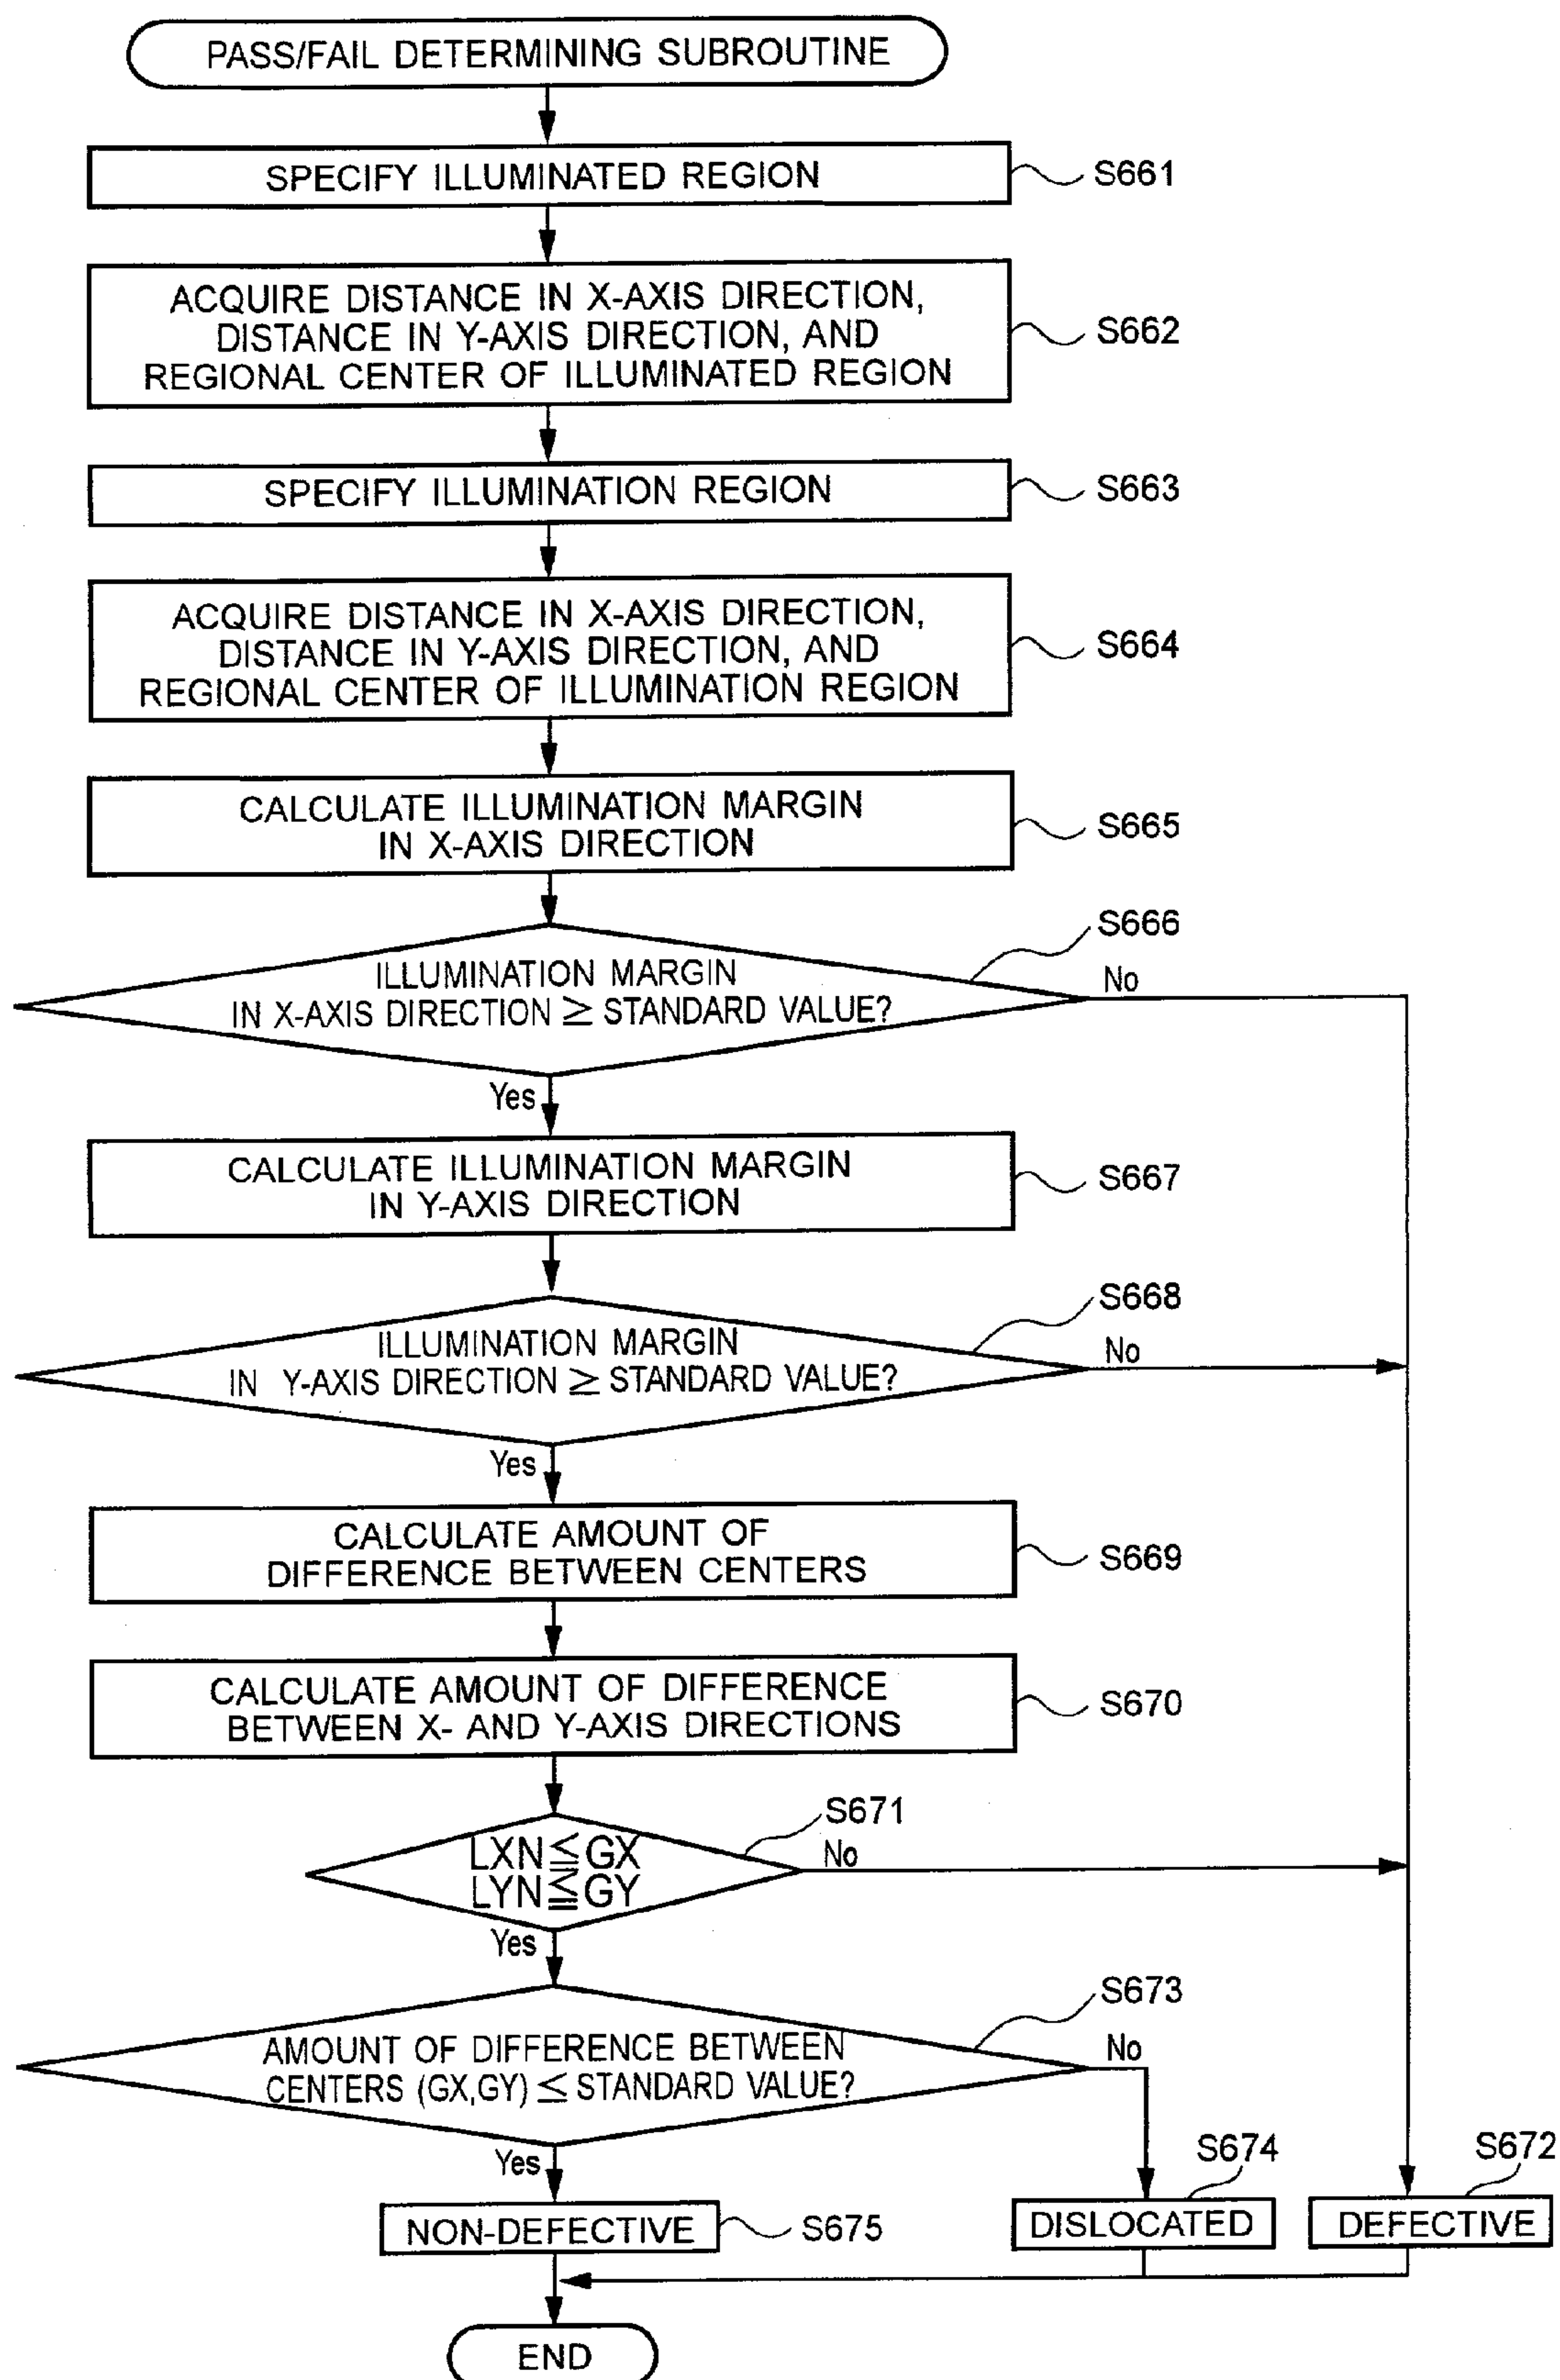 PASS/FAIL DETERMINING SUBROUTINE
SPECIFY ILLUMINATED REGION
S661
ACQUIRE DISTANCE IN X-AXIS DIRECTION,
DISTANCE IN Y-AXIS DIRECTION, AND
REGIONAL CENTER OF ILLUMINATED REGION
S662
SPECIFY ILLUMINATION REGION
S663
ACQUIRE DISTANCE IN X-AXIS DIRECTION,
DISTANCE IN Y-AXIS DIRECTION, AND
REGIONAL CENTER OF ILLUMINATION REGION
S664
CALCULATE ILLUMINATION MARGIN
IN X-AXIS DIRECTION
S665
S666
ILLUMINATION MARGIN
IN X-AXIS DIRECTION ≥ STANDARD VALUE?
No
Yes
CALCULATE ILLUMINATION MARGIN
IN Y-AXIS DIRECTION
S667
S668
ILLUMINATION MARGIN
IN Y-AXIS DIRECTION ≥ STANDARD VALUE?
No
Yes
CALCULATE AMOUNT OF
DIFFERENCE BETWEEN CENTERS
S669
CALCULATE AMOUNT OF DIFFERENCE
BETWEEN X- AND Y-AXIS DIRECTIONS
S670
S671
LXN≦GX
LYN≦GY
No
Yes
S673
AMOUNT OF DIFFERENCE BETWEEN
CENTERS (GX,GY) ≤ STANDARD VALUE?
No
Yes
S674
S672
NON-DEFECTIVE
S675
DISLOCATED
DEFECTIVE
END